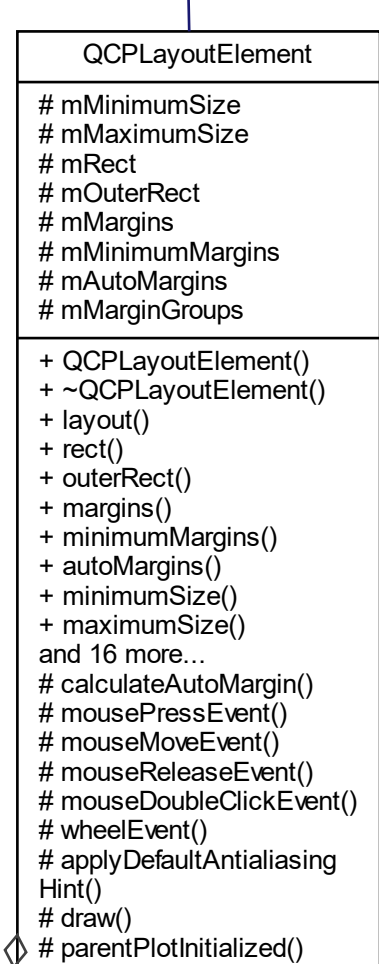 QCPLayoutElement
# mMinimumSize
# mMaximumSize
# mRect
# mOuterRect
# mMargins
# mMinimumMargins
# mAutoMargins
# mMarginGroups
+ QCPLayoutElement()
+ ~QCPLayoutElement()
+ layout()
+ rect()
+ outerRect()
+ margins()
+ minimumMargins()
+ autoMargins()
+ minimumSize()
+ maximumSize()
and 16 more...
# calculateAutoMargin()
# mousePressEvent()
# mouseMoveEvent()
# mouseReleaseEvent()
# mouseDoubleClickEvent()
# wheelEvent()
# applyDefaultAntialiasing
Hint()
# draw()
# parentPlotInitialized()